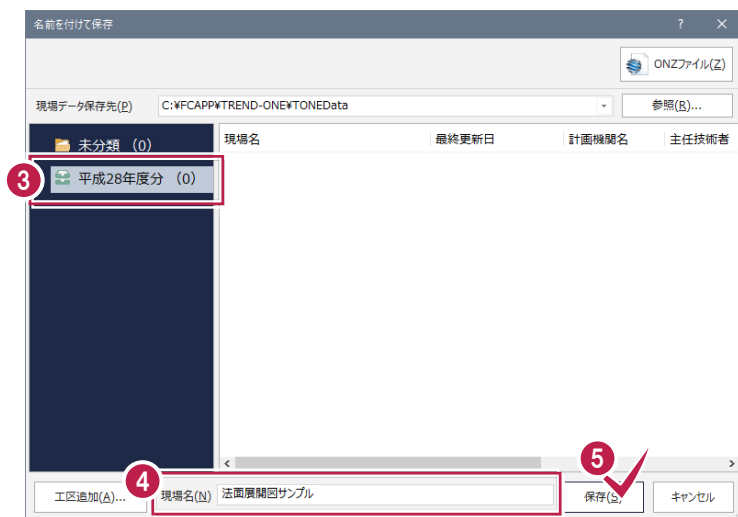 名前を付けて保存 ? ×
ONZファイル(Z)
現場データ保存先(P) C:¥FCAPP¥TREND-ONE¥TONEData 参照(R)...
未分類 (0) 現場名 最終更新日 計画機関名 主任技術者
3 平成28年度分 (0)
4 5
工区追加(A)... 現場名(N) 法面展開図サンプル 保存(S) キャンセル